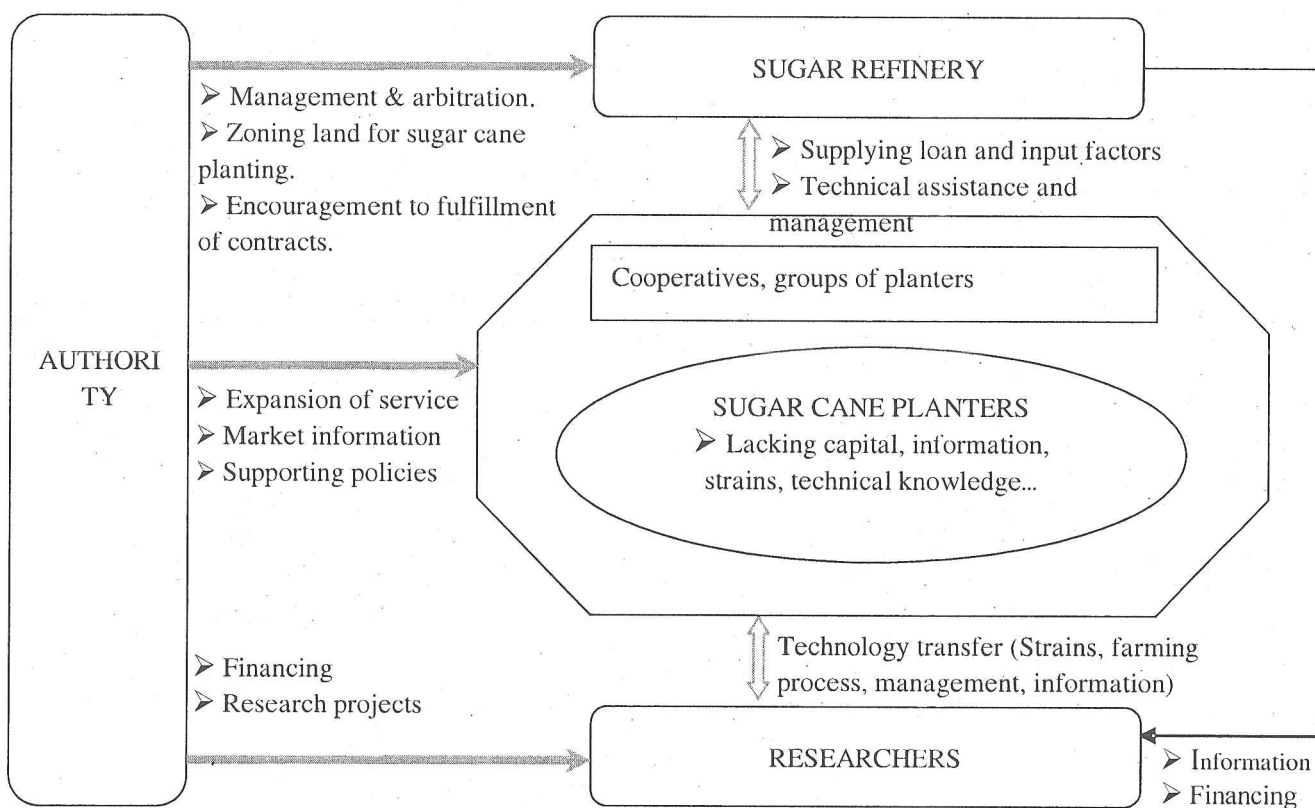 SUGAR REFINERY
➢ Management & arbitration.
➢ Zoning land for sugar cane
planting.
➢ Encouragement to fulfillment
of contracts.
➢ Supplying loan and input factors
➢ Technical assistance and
management
Cooperatives, groups of planters
AUTHORI
TY
➢ Expansion of service
➢ Market information
➢ Supporting policies
SUGAR CANE PLANTERS
➢ Lacking capital, information,
strains, technical knowledge...
➢ Financing
➢ Research projects
Technology transfer (Strains, farming
process, management, information)
RESEARCHERS
➢ Information
➢ Financing